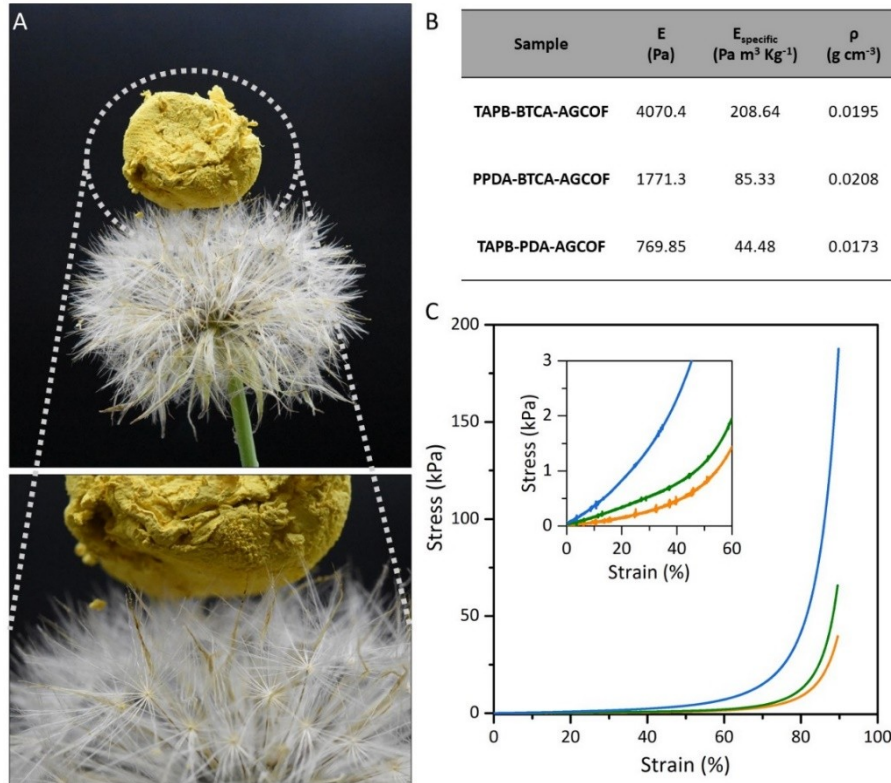 A
B
Sample E (Pa) E_specific (Pa m³ Kg⁻¹) ρ (g cm⁻³)
TAPB-BTCA-AGCOF 4070.4 208.64 0.0195
PPDA-BTCA-AGCOF 1771.3 85.33 0.0208
TAPB-PDA-AGCOF 769.85 44.48 0.0173
C
200
150
100
50
0
Stress (kPa)
0 20 40 60 80 100
Strain (%)
3
2
1
0
Stress (kPa)
0 20 40 60
Strain (%)